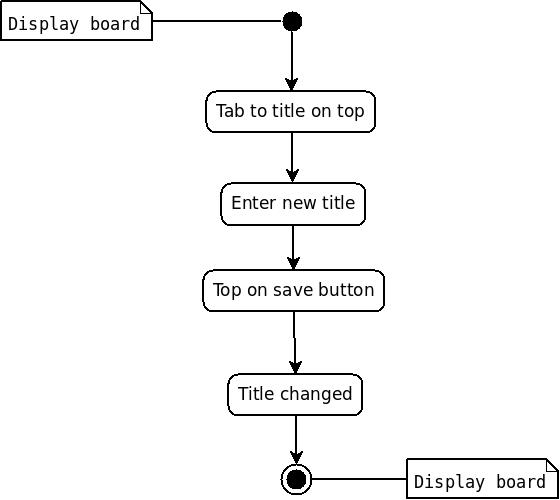 Display board
Tab to title on top
Enter new title
Top on save button
Title changed
Display board